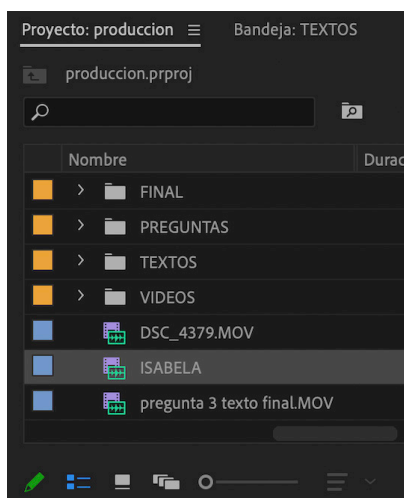 Proyecto: produccion Bandeja: TEXTOS
produccion.prproj
Nombre Durac
FINAL
PREGUNTAS
TEXTOS
VIDEOS
DSC_4379.MOV
ISABELA
pregunta 3 texto final.MOV